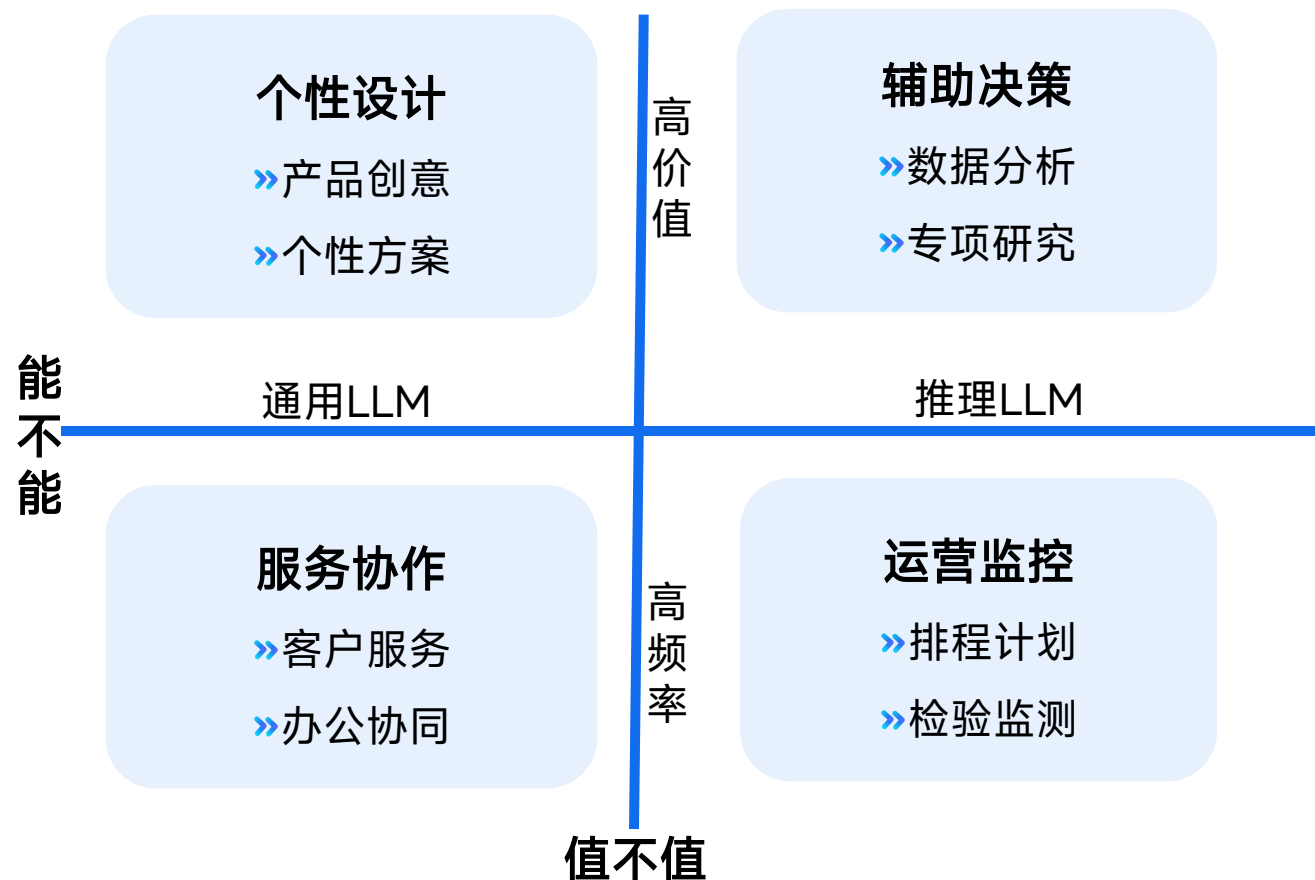 个性设计
产品创意
个性方案
高价值
辅助决策
数据分析
专项研究
能不能
通用LLM
推理LLM
服务协作
客户服务
办公协同
高频率
运营监控
排程计划
检验监测
值不值